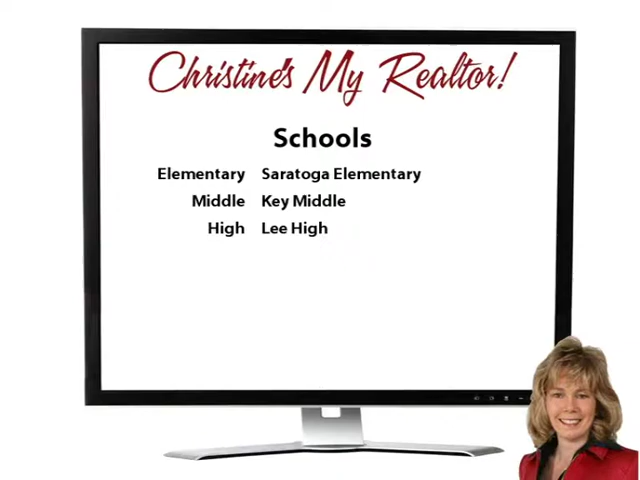 Christine's My Realtor!
Schools
Elementary Saratoga Elementary
Middle Key Middle
High Lee High